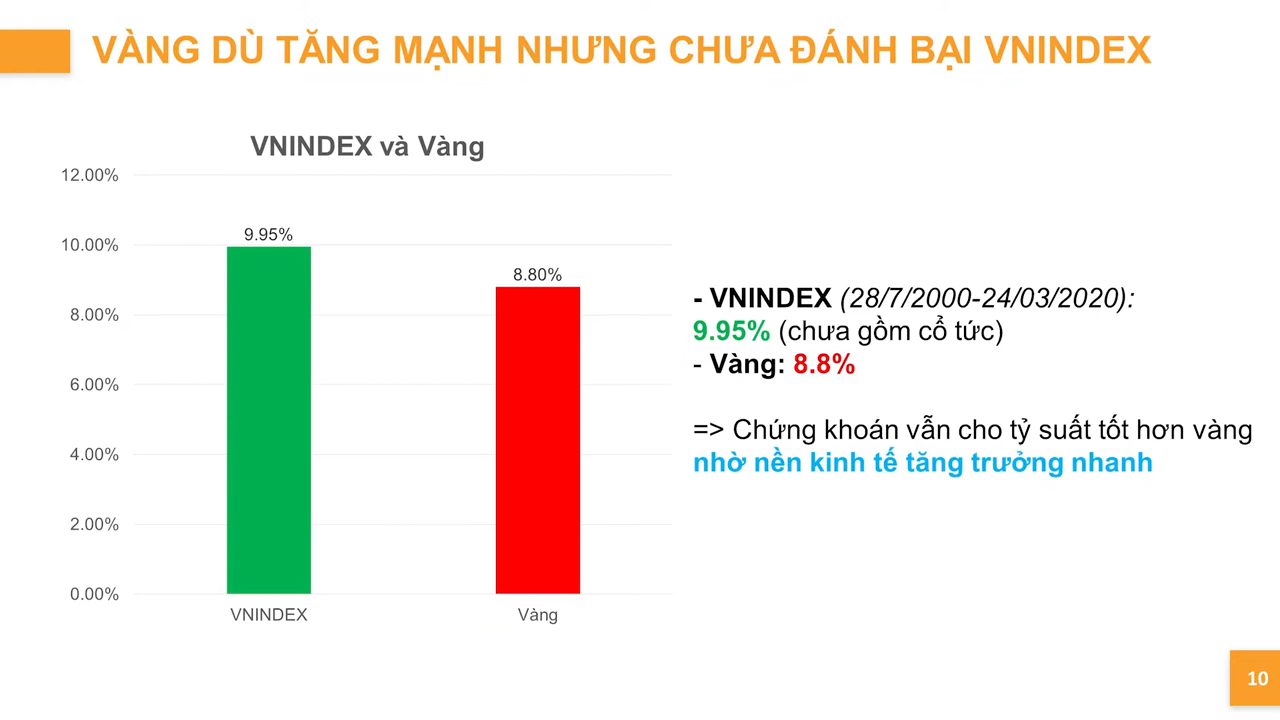 VÀNG DÙ TĂNG MẠNH NHƯNG CHƯA ĐÁNH BẠI VNINDEX
VNINDEX và Vàng
12.00%
10.00%
8.00%
6.00%
4.00%
2.00%
0.00%
9.95%
8.80%
VNINDEX
Vàng
- VNINDEX (28/7/2000-24/03/2020):
9.95% (chưa gồm cổ tức)
- Vàng: 8.8%
=> Chứng khoán vẫn cho tỷ suất tốt hơn vàng
nhờ nền kinh tế tăng trưởng nhanh
10